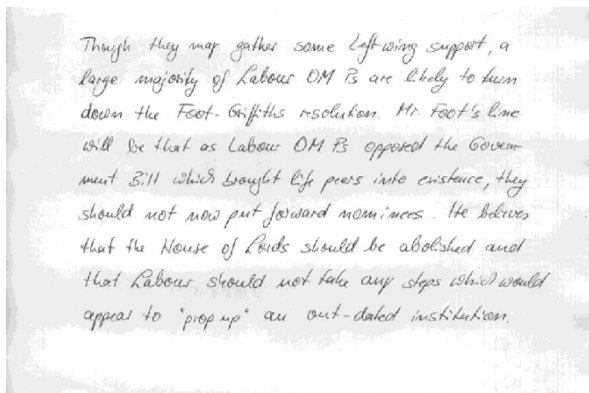 Though they may gather some Left-wing support, a
large majority of Labour OM Ps are likely to turn
down the Foot-Griffiths resolution. Mr. Foot's line
will be that as Labour OM Ps opposed the Govern
ment Bill which brought life peers into existence, they
should not now put forward nominees. He believes
that the House of Lords should be abolished and
that Labour should not take any steps which would
appear to "prop up" an out-dated institution.